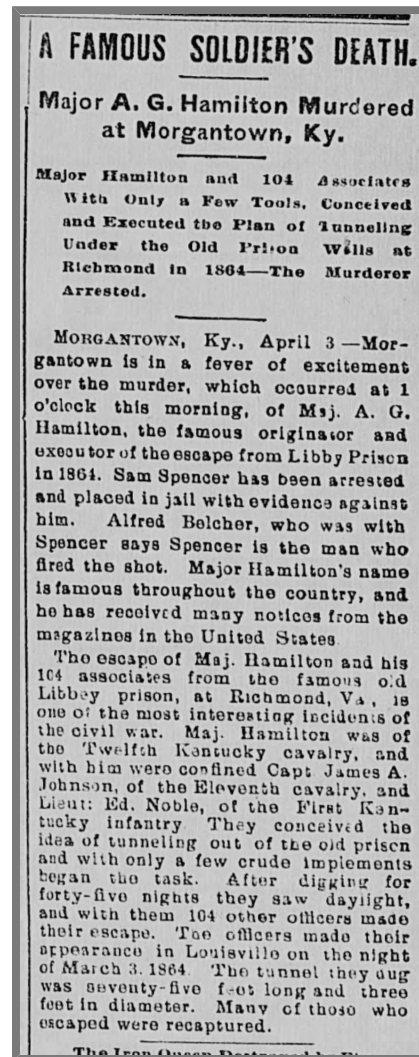 A FAMOUS SOLDIER'S DEATH.
Major A. G. Hamilton Murdered
at Morgantown, Ky.
Major Hamilton and 104 Associates
With Only a Few Tools, Conceived
and Executed the Plan of Tunneling
Under the Old Prison Walls at
Richmond in 1864—The Murderer
Arrested.
MORGANTOWN, Ky., April 3—Mor-
gantown is in a fever of excitement
over the murder, which occurred at 1
o'clock this morning, of Maj. A. G.
Hamilton, the famous originator and
executor of the escape from Libby Prison
in 1864. Sam Spencer has been arrested
and placed in jail with evidence against
him. Alfred Belcher, who was with
Spencer says Spencer is the man who
fired the shot. Major Hamilton's name
is famous throughout the country, and
he has received many notices from the
magazines in the United States.
The escape of Maj. Hamilton and his
104 associates from the famous old
Libbey prison, at Richmond, Va., is
one of the most interesting incidents of
the civil war. Maj. Hamilton was of
the Twelfth Kentucky cavalry, and
with him were confined Capt James A.
Johnson, of the Eleventh cavalry, and
Lieut: Ed. Noble, of the First Ken-
tucky infantry. They conceived the
idea of tunneling out of the old prison
and with only a few crude implements
began the task. After digging for
forty-five nights they saw daylight,
and with them 104 other officers made
their escape. The officers made their
appearance in Louisville on the night
of March 3, 1864. The tunnel they dug
was seventy-five feet long and three
feet in diameter. Many of those who
escaped were recaptured.
The Iron Queen Destroyed by